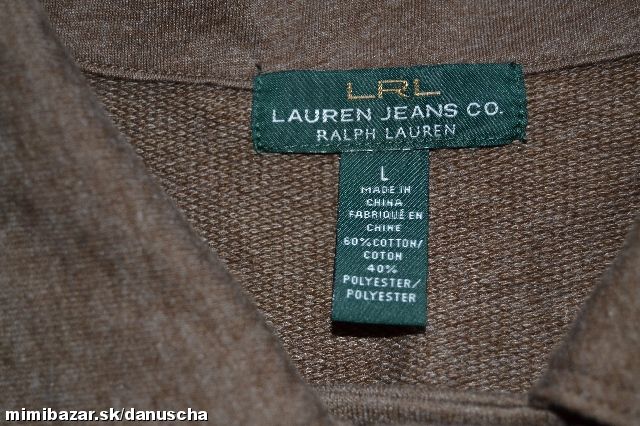 LRL
LAUREN JEANS CO.
RALPH LAUREN
L
MADE IN
CHINA
FABRIQUÉ EN
CHINE
60% COTTON/
COTON
40%
POLYESTER/
POLYESTER
mimibazar.sk/danuscha